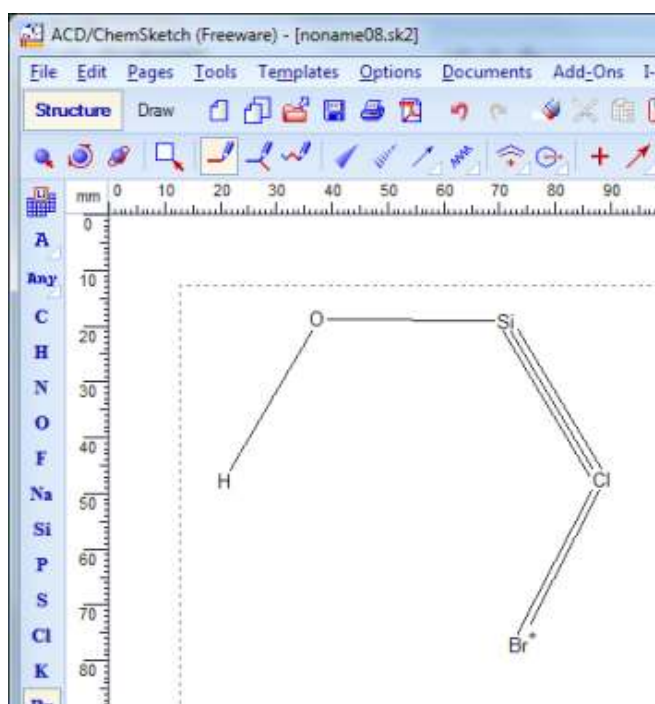 ACD/ChemSketch (Freeware) - [noname08.sk2]
File Edit Pages Tools Templates Options Documents Add-Ons I-
Structure Draw
mm 0 10 20 30 40 50 60 70 80 90
0
A
Any 10
C
O Si
20
H
30
N
O 40
F
H Cl
Na 50
Si
P 60
S
70
Cl
Br+
K 80